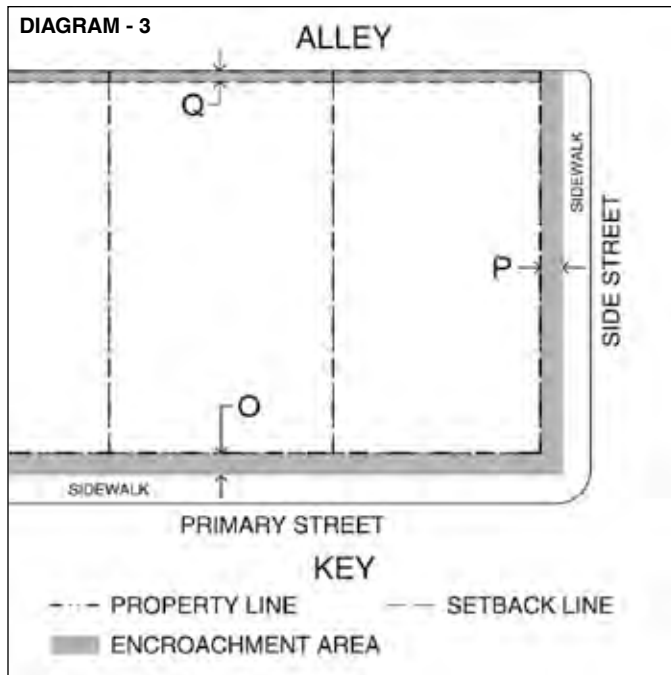 DIAGRAM - 3
ALLEY
Q
SIDEWALK
P
SIDE STREET
O
SIDEWALK
PRIMARY STREET
KEY
PROPERTY LINE
SETBACK LINE
ENCROACHMENT AREA